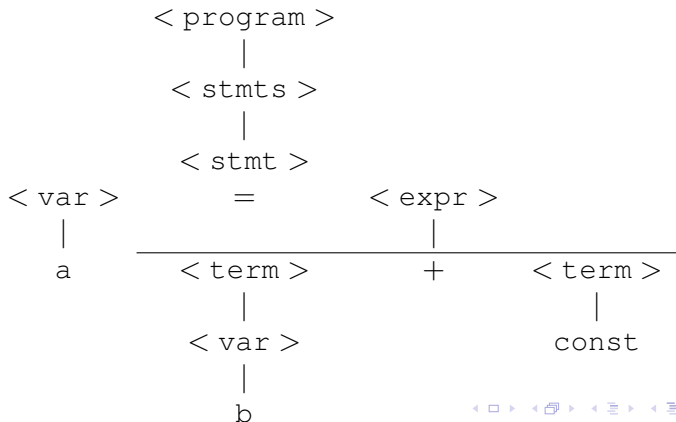 < program >
|
< stmts >
|
< stmt >
< var > = < expr >
| |
a < term > + < term >
| |
< var > const
|
b